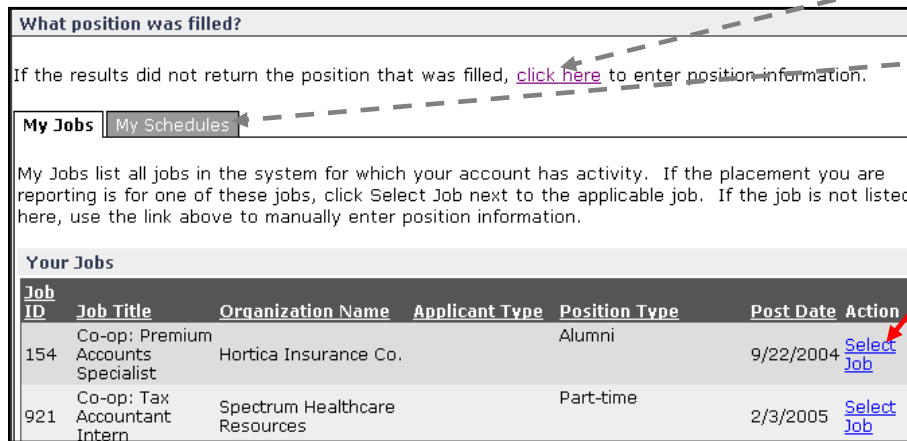 What position was filled?
If the results did not return the position that was filled, click here to enter position information.
My Jobs My Schedules
My Jobs list all jobs in the system for which your account has activity. If the placement you are
reporting is for one of these jobs, click Select Job next to the applicable job. If the job is not listed
here, use the link above to manually enter position information.
Your Jobs
Job ID Job Title Organization Name Applicant Type Position Type Post Date Action
154 Co-op: Premium Accounts Specialist Hortica Insurance Co. Alumni 9/22/2004 Select Job
921 Co-op: Tax Accountant Intern Spectrum Healthcare Resources Part-time 2/3/2005 Select Job